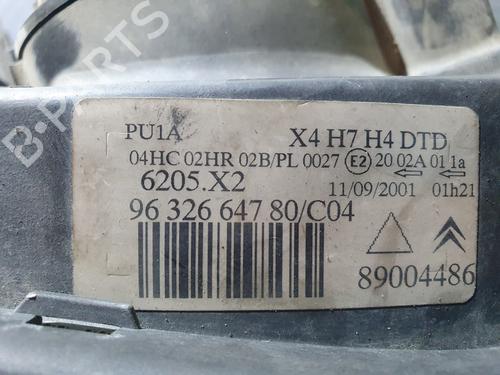 B-PARTS
PU1A X4 H7 H4 DTD
04HC 02HR 02B/PL 0027 E2 20 02A 01 1a
6205.X2 11/09/2001 01h21
96 326 647 80/C04
89004486